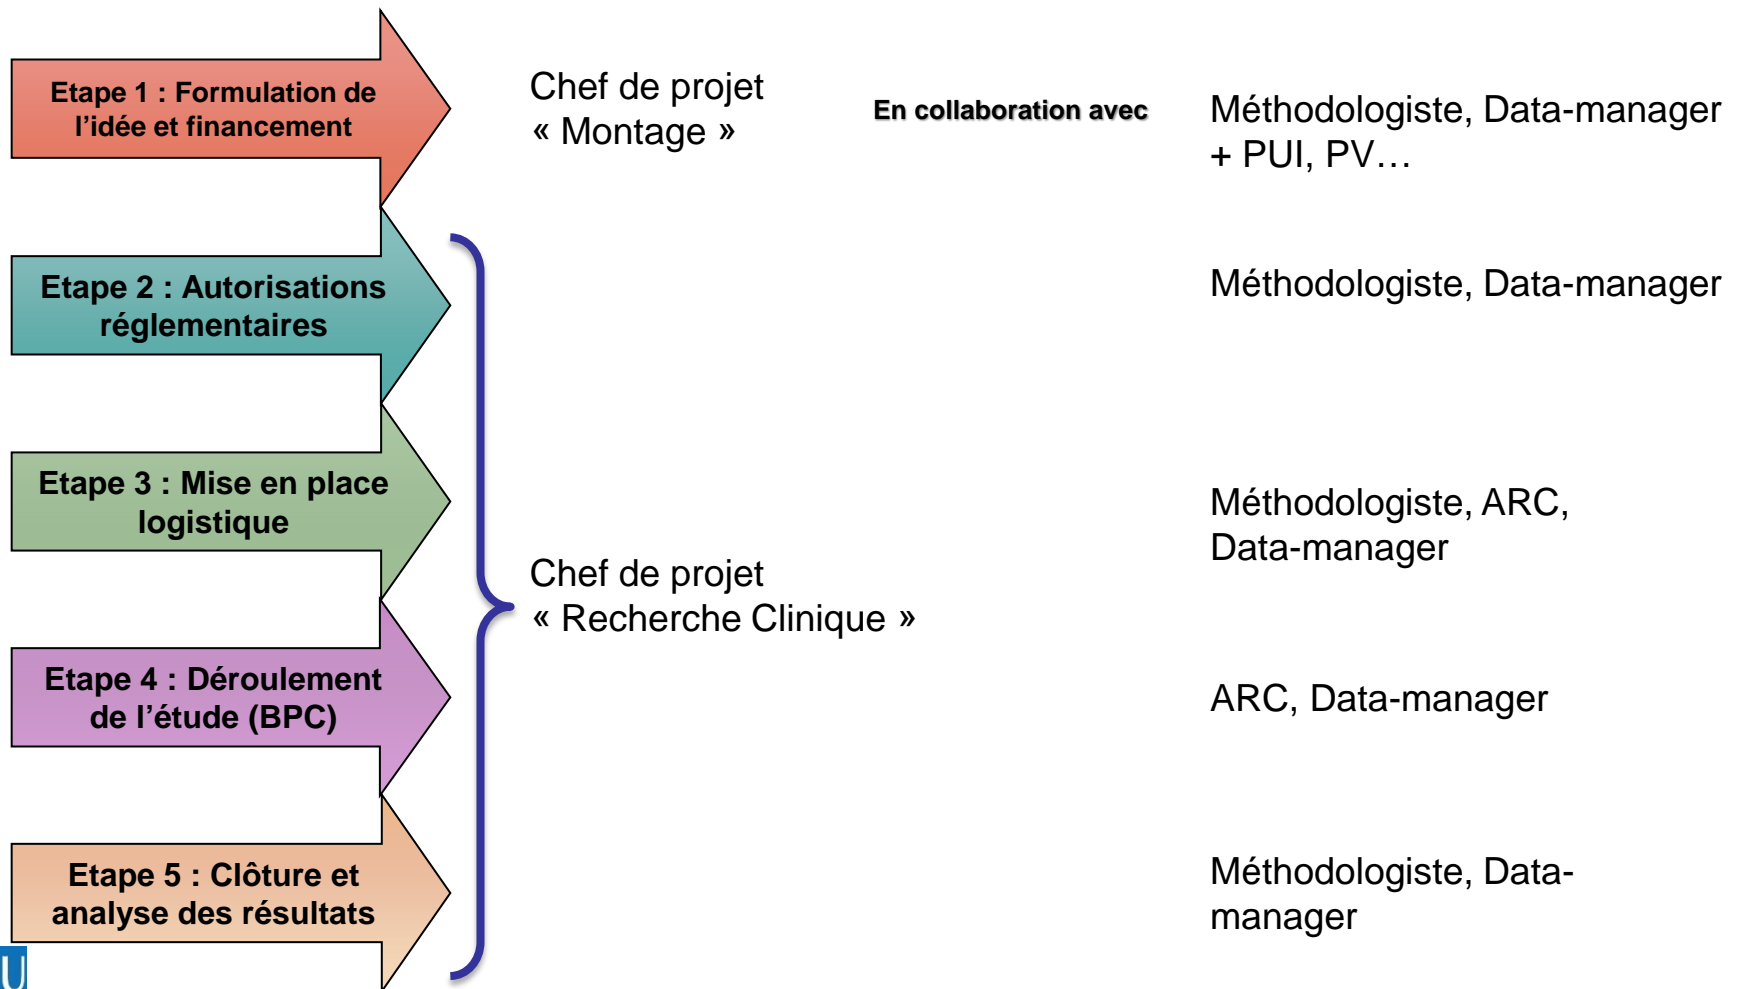 Etape 1 : Formulation de
l’idée et financement
Chef de projet
« Montage »
En collaboration avec
Méthodologiste, Data-manager
+ PUI, PV…
Etape 2 : Autorisations
réglementaires
Méthodologiste, Data-manager
Etape 3 : Mise en place
logistique
Méthodologiste, ARC,
Data-manager
Chef de projet
« Recherche Clinique »
Etape 4 : Déroulement
de l’étude (BPC)
ARC, Data-manager
Etape 5 : Clôture et
analyse des résultats
Méthodologiste, Data-
manager
U